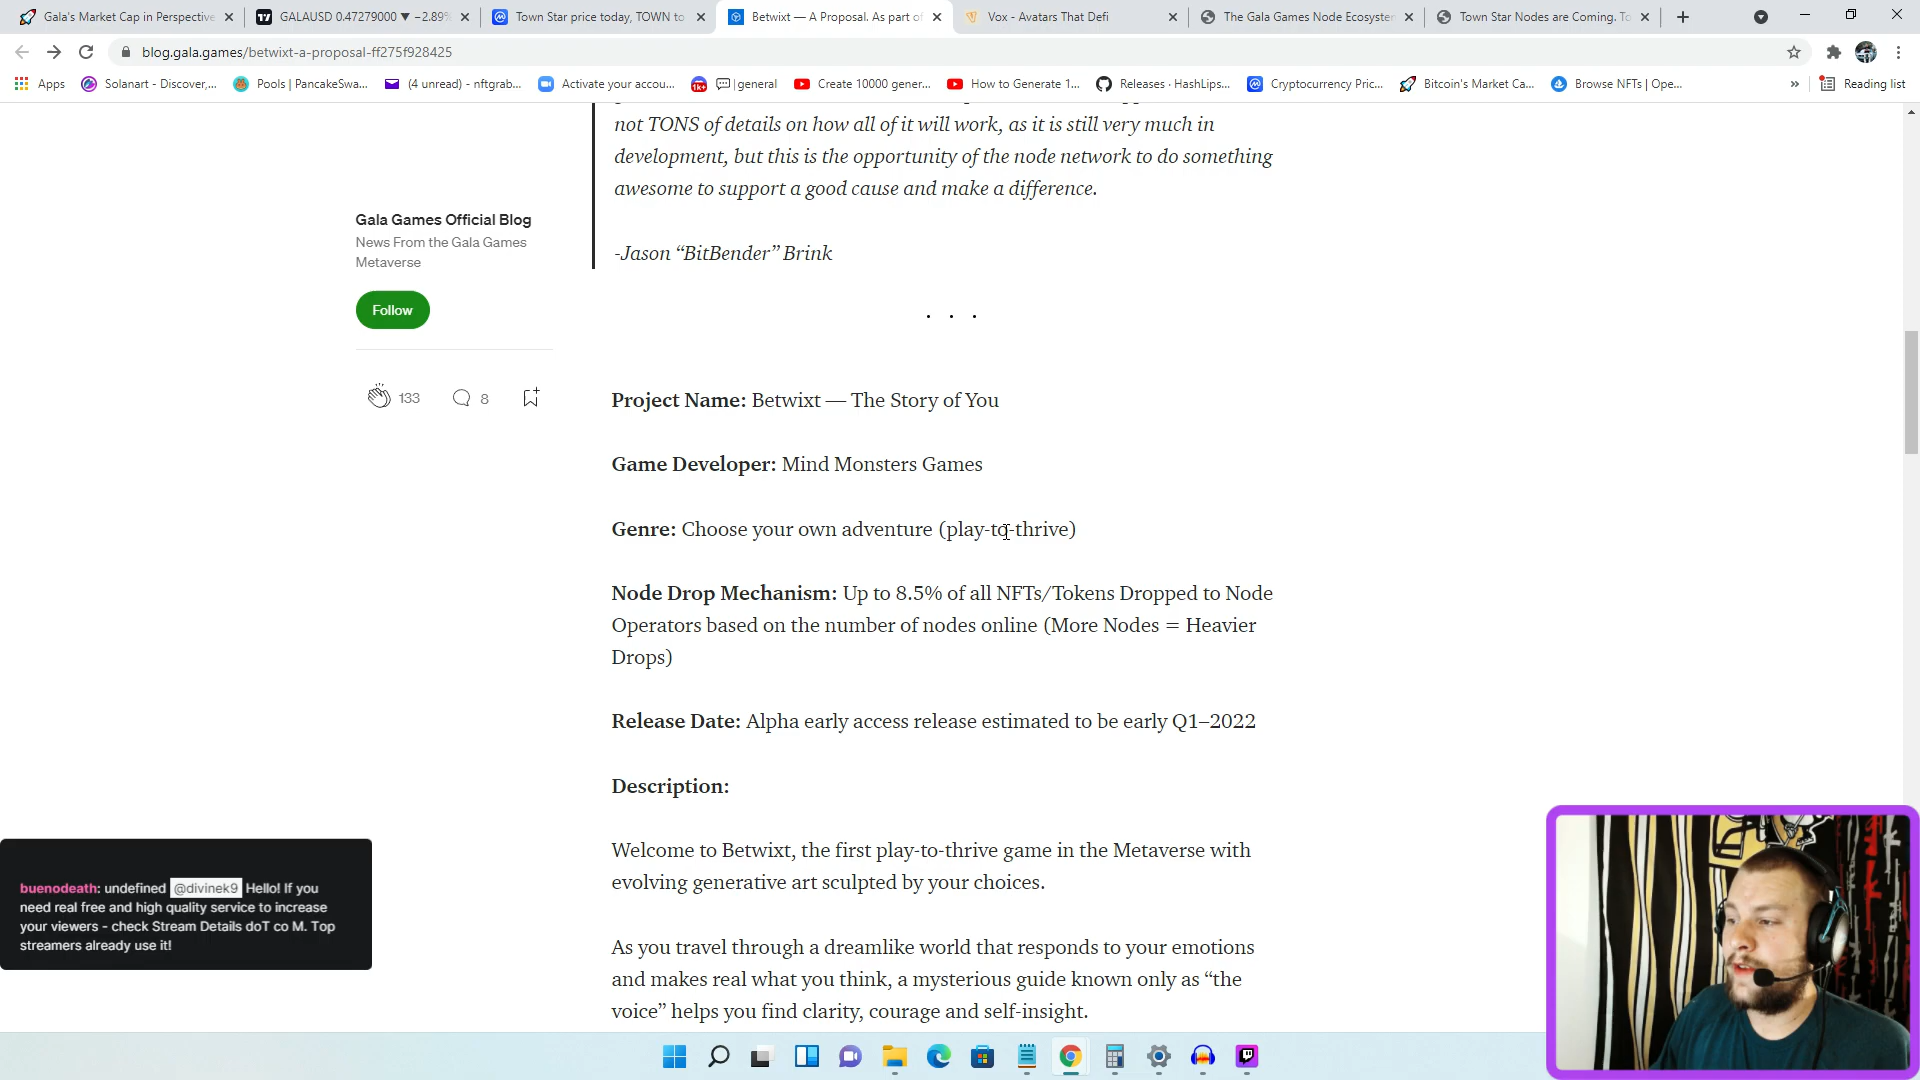 Gala's Market Cap in Perspective
GALAUSD 0.47279000 ▼ −2.89%
Town Star price today, TOWN to
Betwixt — A Proposal. As part of
Vox - Avatars That Defi
The Gala Games Node Ecosyster
Town Star Nodes are Coming. To
blog.gala.games/betwixt-a-proposal-ff275f928425
Apps
Solanart - Discover,...
Pools | PancakeSwa...
(4 unread) - nftgrab...
Activate your accou...
1k+
|general
Create 10000 gener...
How to Generate 1...
Releases · HashLips...
Cryptocurrency Pric...
Bitcoin's Market Ca...
Browse NFTs | Ope...
»
Reading list
not TONS of details on how all of it will work, as it is still very much in
development, but this is the opportunity of the node network to do something
awesome to support a good cause and make a difference.
-Jason “BitBender” Brink
Gala Games Official Blog
News From the Gala Games
Metaverse
Follow
133
8
. . .
Project Name: Betwixt — The Story of You
Game Developer: Mind Monsters Games
Genre: Choose your own adventure (play-to-thrive)
Node Drop Mechanism: Up to 8.5% of all NFTs/Tokens Dropped to Node
Operators based on the number of nodes online (More Nodes = Heavier
Drops)
Release Date: Alpha early access release estimated to be early Q1–2022
Description:
Welcome to Betwixt, the first play-to-thrive game in the Metaverse with
evolving generative art sculpted by your choices.
As you travel through a dreamlike world that responds to your emotions
and makes real what you think, a mysterious guide known only as “the
voice” helps you find clarity, courage and self-insight.
buenodeath: undefined @divinek9 Hello! If you
need real free and high quality service to increase
your viewers - check Stream Details doT co M. Top
streamers already use it!